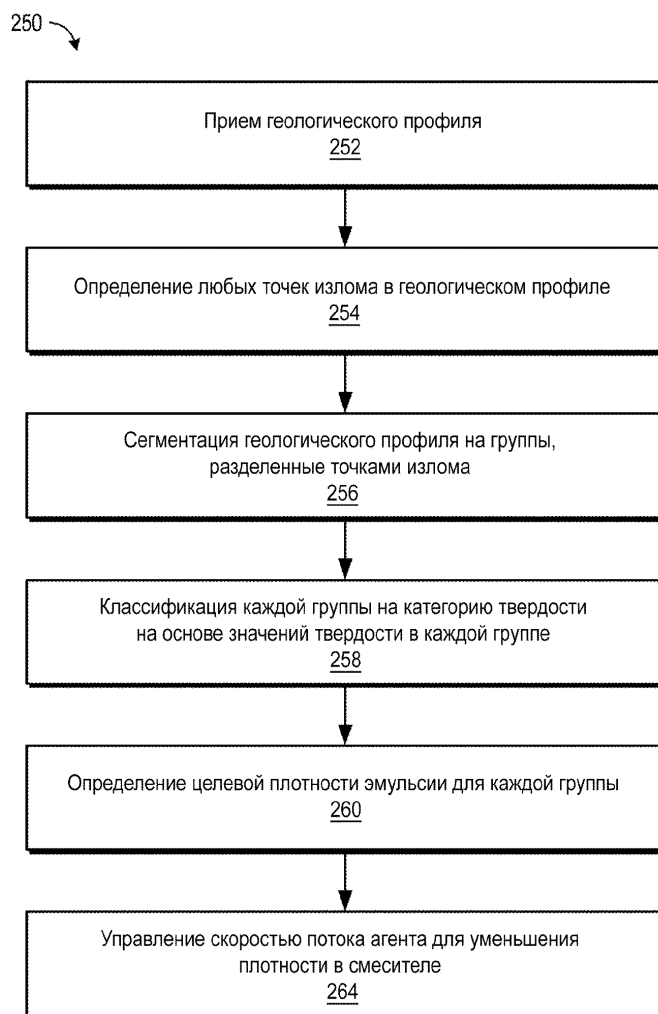 250
Прием геологического профиля
252
Определение любых точек излома в геологическом профиле
254
Сегментация геологического профиля на группы,
разделенные точками излома
256
Классификация каждой группы на категорию твердости
на основе значений твердости в каждой группе
258
Определение целевой плотности эмульсии для каждой группы
260
Управление скоростью потока агента для уменьшения
плотности в смесителе
264